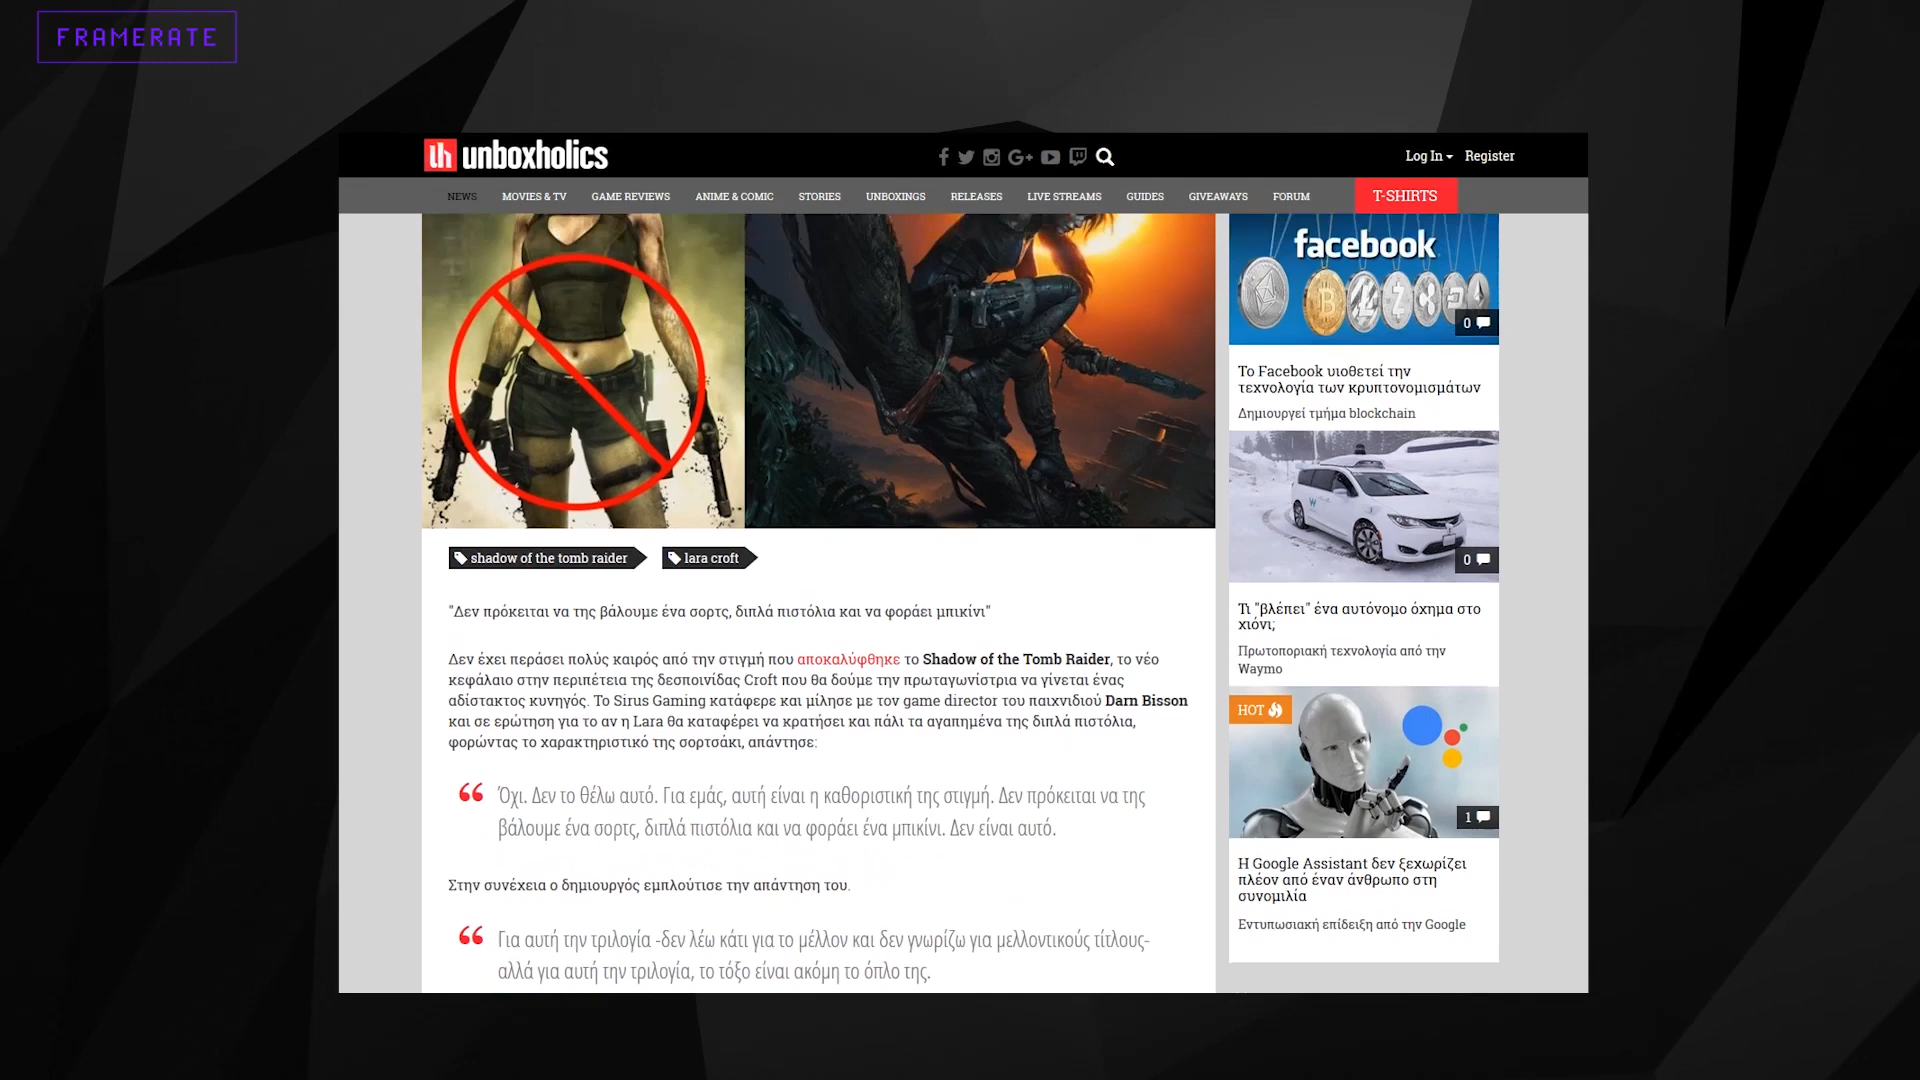 FRAMERATE
unboxholics
Log In Register
NEWS MOVIES & TV GAME REVIEWS ANIME & COMIC STORIES UNBOXINGS RELEASES LIVE STREAMS GUIDES GIVEAWAYS FORUM T-SHIRTS
shadow of the tomb raider lara croft
"Δεν πρόκειται να της βάλουμε ένα σορτς, διπλά πιστόλια και να φοράει μπικίνι"
Δεν έχει περάσει πολύς καιρός από την στιγμή που αποκαλύφθηκε το Shadow of the Tomb Raider, το νέο
κεφάλαιο στην περιπέτεια της δεσποινίδας Croft που θα δούμε την πρωταγωνίστρια να γίνεται ένας
αδίστακτος κυνηγός. Το Sirus Gaming κατάφερε και μίλησε με τον game director του παιχνιδιού Darn Bisson
και σε ερώτηση για το αν η Lara θα καταφέρει να κρατήσει και πάλι τα αγαπημένα της διπλά πιστόλια,
φορώντας το χαρακτηριστικό της σορτσάκι, απάντησε:
“ Όχι. Δεν το θέλω αυτό. Για εμάς, αυτή είναι η καθοριστική της στιγμή. Δεν πρόκειται να της
βάλουμε ένα σορτς, διπλά πιστόλια και να φοράει ένα μπικίνι. Δεν είναι αυτό.
Στην συνέχεια ο δημιουργός εμπλούτισε την απάντηση του.
“ Για αυτή την τριλογία -δεν λέω κάτι για το μέλλον και δεν γνωρίζω για μελλοντικούς τίτλους-
αλλά για αυτή την τριλογία, το τόξο είναι ακόμη το όπλο της.
facebook
0
Το Facebook υιοθετεί την
τεχνολογία των κρυπτονομισμάτων
Δημιουργεί τμήμα blockchain
0
Τι "βλέπει" ένα αυτόνομο όχημα στο
χιόνι;
Πρωτοποριακή τεχνολογία από την
Waymo
HOT
1
Η Google Assistant δεν ξεχωρίζει
πλέον από έναν άνθρωπο στη
συνομιλία
Εντυπωσιακή επίδειξη από την Google